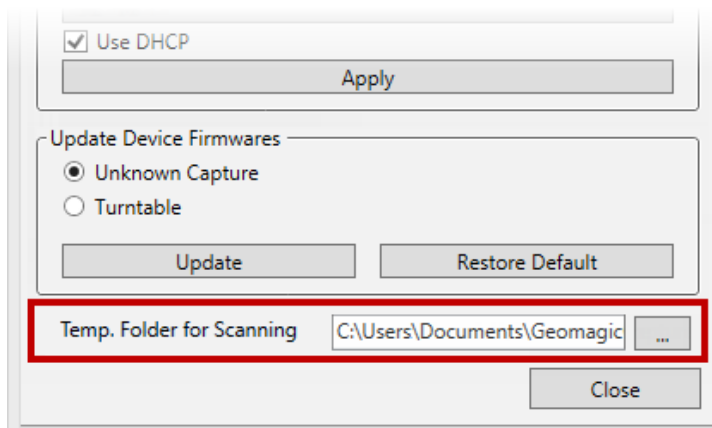 Use DHCP
Apply
Update Device Firmwares
Unknown Capture
Turntable
Update Restore Default
Temp. Folder for Scanning C:\Users\Documents\Geomagic ...
Close